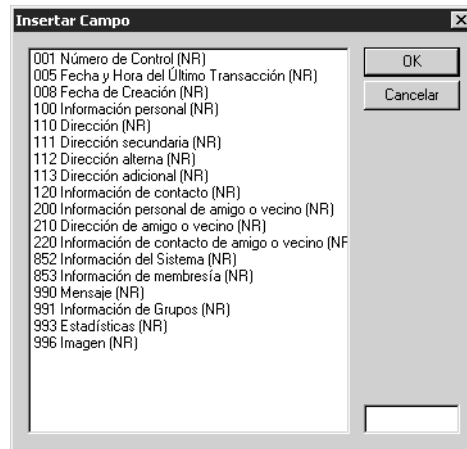 Insertar Campo
001 Número de Control (NR)
005 Fecha y Hora del Último Transacción (NR)
008 Fecha de Creación (NR)
100 Información personal (NR)
110 Dirección (NR)
111 Dirección secundaria (NR)
112 Dirección alterna (NR)
113 Dirección adicional (NR)
120 Información de contacto (NR)
200 Información personal de amigo o vecino (NR)
210 Dirección de amigo o vecino (NR)
220 Información de contacto de amigo o vecino (NF
852 Información del Sistema (NR)
853 Información de membresía (NR)
990 Mensaje (NR)
991 Información de Grupos (NR)
993 Estadísticas (NR)
996 Imagen (NR)
OK
Cancelar